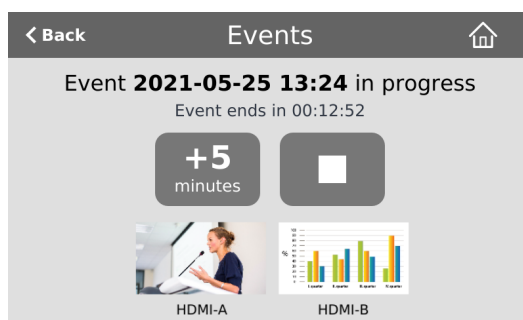 Back
Events
Event 2021-05-25 13:24 in progress
Event ends in 00:12:52
+5
minutes
HDMI-A
HDMI-B